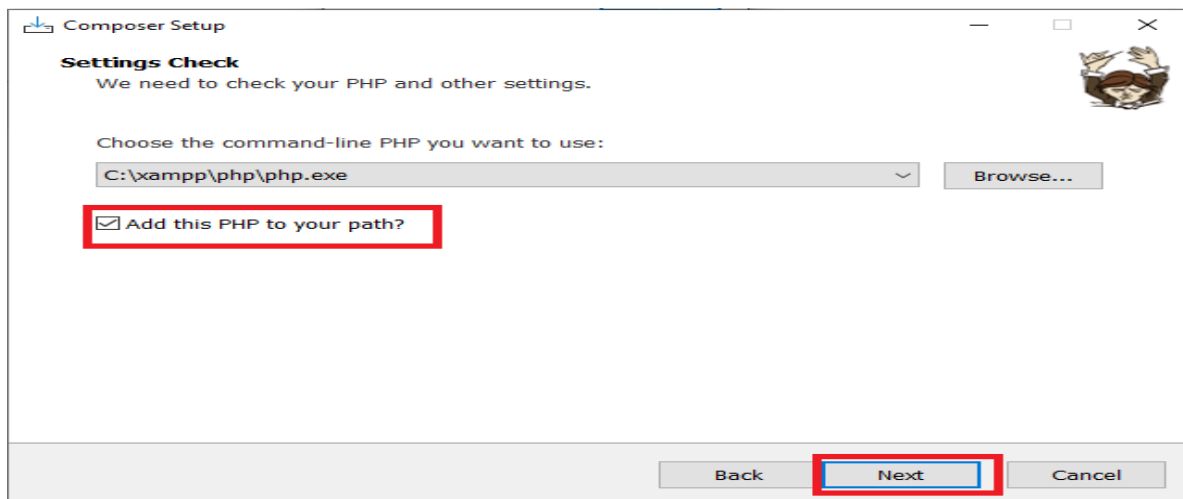 Composer Setup
Settings Check
We need to check your PHP and other settings.
Choose the command-line PHP you want to use:
C:\xampp\php\php.exe
Browse...
Add this PHP to your path?
Back
Next
Cancel